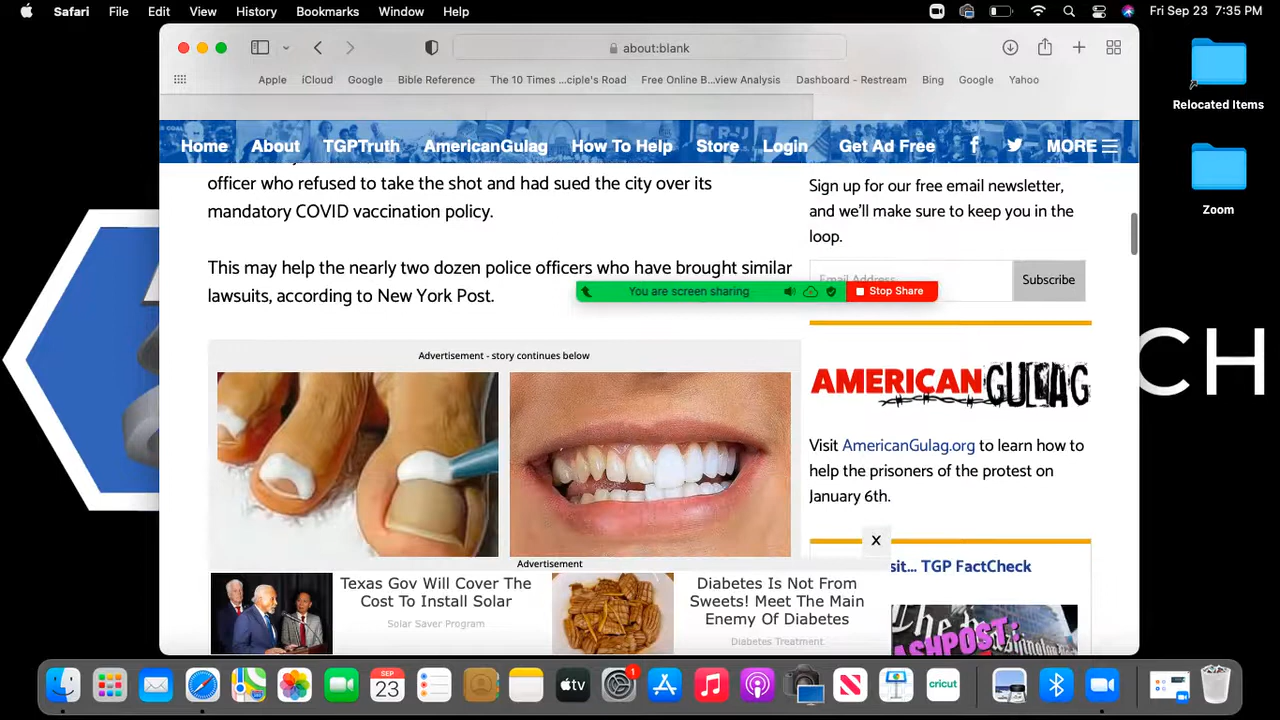 Safari File Edit View History Bookmarks Window Help Fri Sep 23 7:35 PM
about:blank
Apple iCloud Google Bible Reference The 10 Times ...ciple's Road Free Online B...view Analysis Dashboard - Restream Bing Google Yahoo
Relocated Items
Zoom
Home About TGPTruth AmericanGulag How To Help Store Login Get Ad Free MORE
officer who refused to take the shot and had sued the city over its
mandatory COVID vaccination policy.
This may help the nearly two dozen police officers who have brought similar
lawsuits, according to New York Post.
Sign up for our free email newsletter,
and we'll make sure to keep you in the
loop.
Email Address Subscribe
You are screen sharing Stop Share
Advertisement - story continues below
AMERICAN GULAG
Visit AmericanGulag.org to learn how to
help the prisoners of the protest on
January 6th.
X
Advertisement
sit... TGP FactCheck
Texas Gov Will Cover The
Cost To Install Solar
Solar Saver Program
Diabetes Is Not From
Sweets! Meet The Main
Enemy Of Diabetes
Diabetes Treatment
ASHPOST:
CH
SEP
23
tv
1
cricut